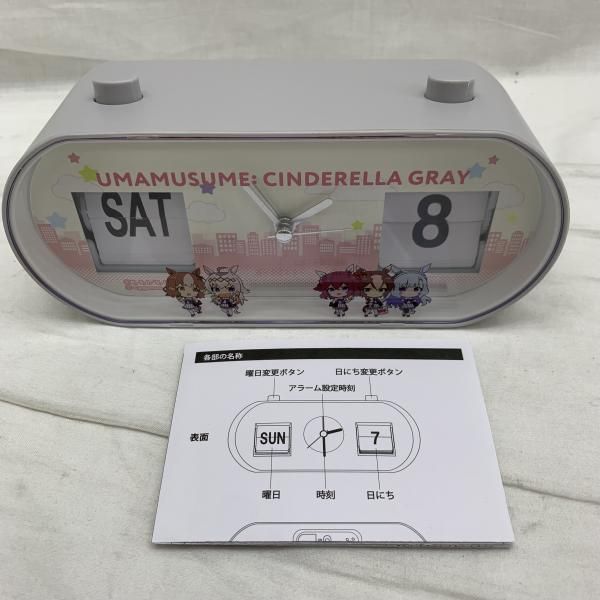 UMAMUSUME: CINDERELLA GRAY
SAT
8
各部の名称
曜日変更ボタン
日にち変更ボタン
アラーム設定時刻
表面
SUN
7
曜日
時刻
日にち